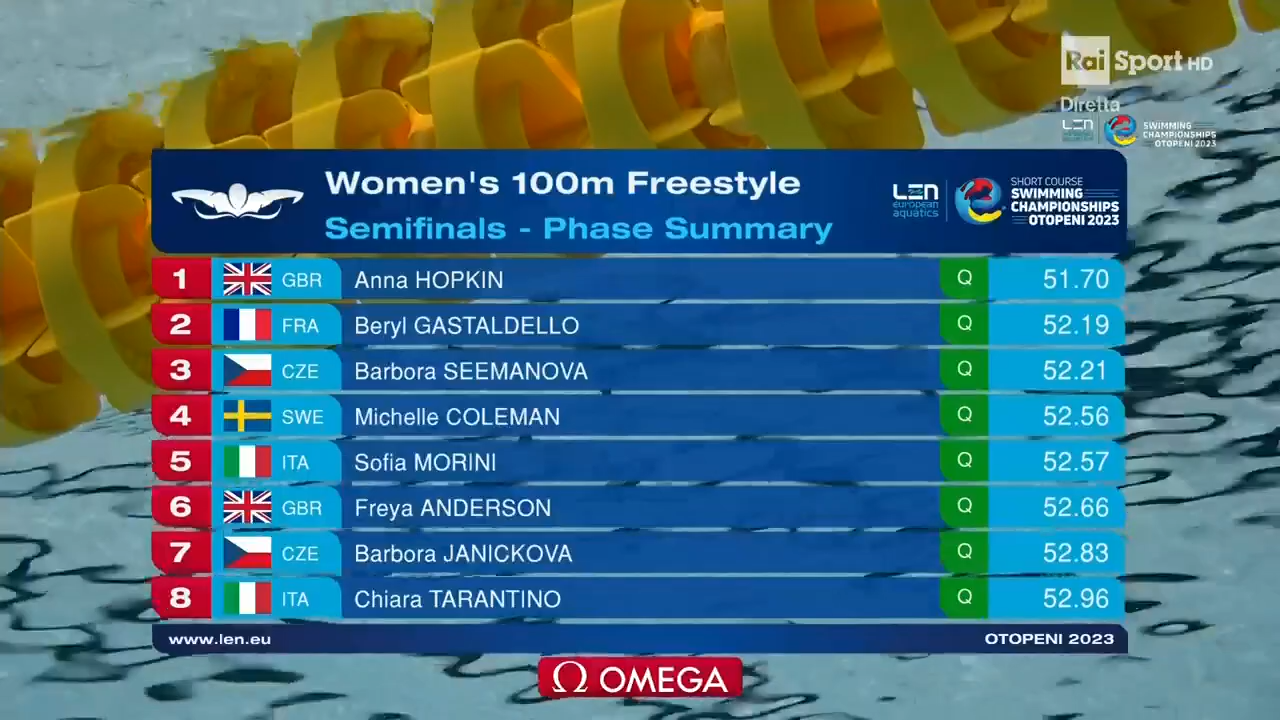 Rai Sport HD
Diretta
LEN
SWIMMING
CHAMPIONSHIPS
OTOPENI 2023
Women's 100m Freestyle
Semifinals - Phase Summary
LEN
european
aquatics
SHORT COURSE
SWIMMING
CHAMPIONSHIPS
OTOPENI 2023
1 GBR Anna HOPKIN Q 51.70
2 FRA Beryl GASTALDELLO Q 52.19
3 CZE Barbora SEEMANOVA Q 52.21
4 SWE Michelle COLEMAN Q 52.56
5 ITA Sofia MORINI Q 52.57
6 GBR Freya ANDERSON Q 52.66
7 CZE Barbora JANICKOVA Q 52.83
8 ITA Chiara TARANTINO Q 52.96
www.len.eu OTOPENI 2023
Ω OMEGA